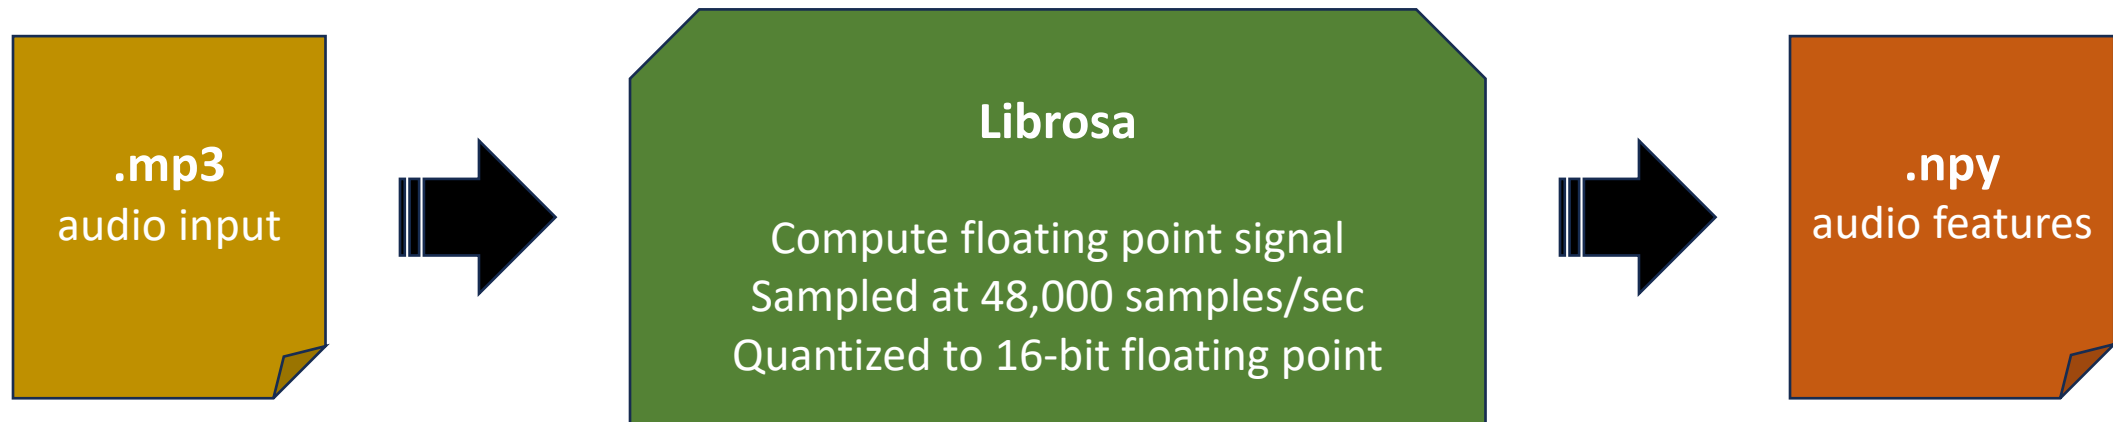 .mp3
audio input
Librosa
Compute floating point signal
Sampled at 48,000 samples/sec
Quantized to 16-bit floating point
.npy
audio features